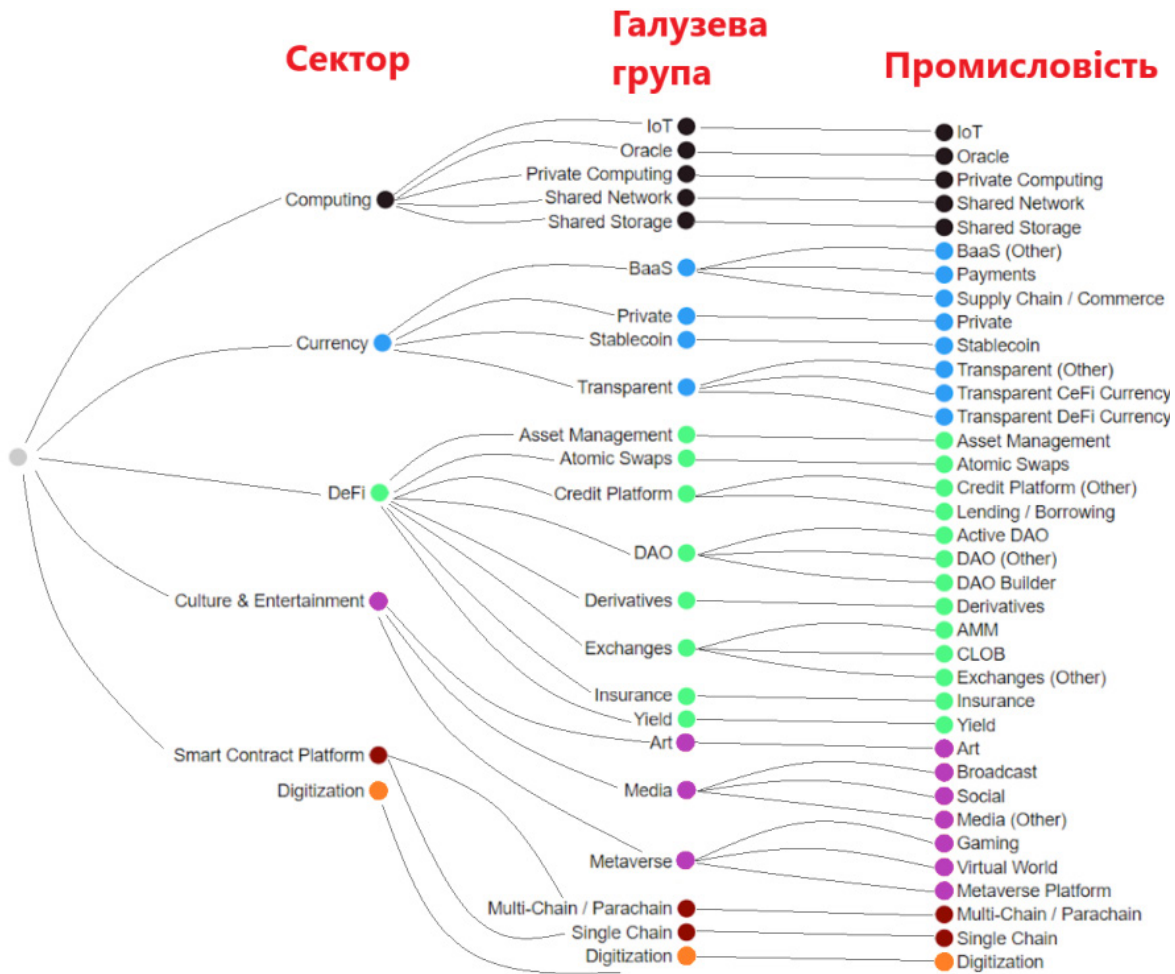 Сектор
Галузева
група
Промисловість
Computing
Currency
DeFi
Culture & Entertainment
Smart Contract Platform
Digitization
IoT
Oracle
Private Computing
Shared Network
Shared Storage
BaaS
Private
Stablecoin
Transparent
Asset Management
Atomic Swaps
Credit Platform
DAO
Derivatives
Exchanges
Insurance
Yield
Art
Media
Metaverse
Multi-Chain / Parachain
Single Chain
Digitization
IoT
Oracle
Private Computing
Shared Network
Shared Storage
BaaS (Other)
Payments
Supply Chain / Commerce
Private
Stablecoin
Transparent (Other)
Transparent CeFi Currency
Transparent DeFi Currency
Asset Management
Atomic Swaps
Credit Platform (Other)
Lending / Borrowing
Active DAO
DAO (Other)
DAO Builder
Derivatives
AMM
CLOB
Exchanges (Other)
Insurance
Yield
Art
Broadcast
Social
Media (Other)
Gaming
Virtual World
Metaverse Platform
Multi-Chain / Parachain
Single Chain
Digitization